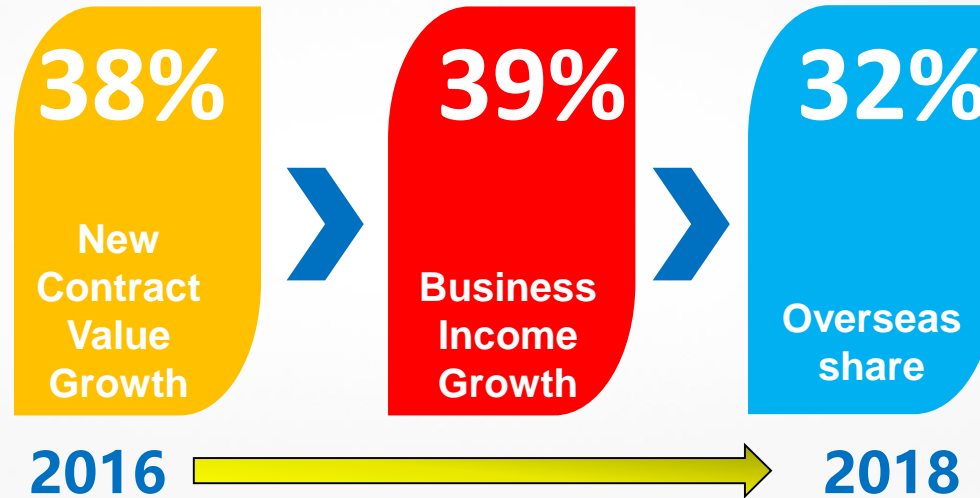 38%
New
Contract
Value
Growth
39%
Business
Income
Growth
32%
Overseas
share
2016
2018